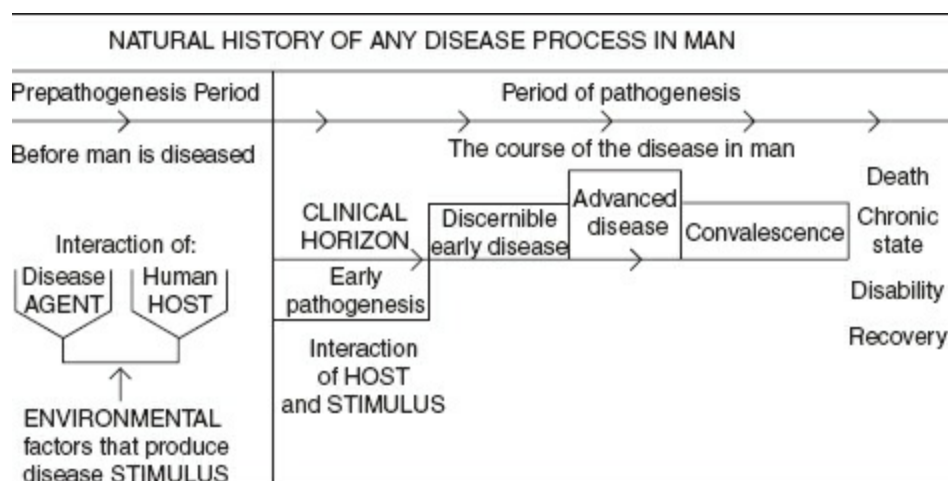 NATURAL HISTORY OF ANY DISEASE PROCESS IN MAN
Prepathogenesis Period
Period of pathogenesis
Before man is diseased
The course of the disease in man
Interaction of:
Disease
AGENT
Human
HOST
ENVIRONMENTAL
factors that produce
disease STIMULUS
CLINICAL
HORIZON
Early
pathogenesis
Interaction
of HOST
and STIMULUS
Discernible
early disease
Advanced
disease
Convalescence
Death
Chronic
state
Disability
Recovery